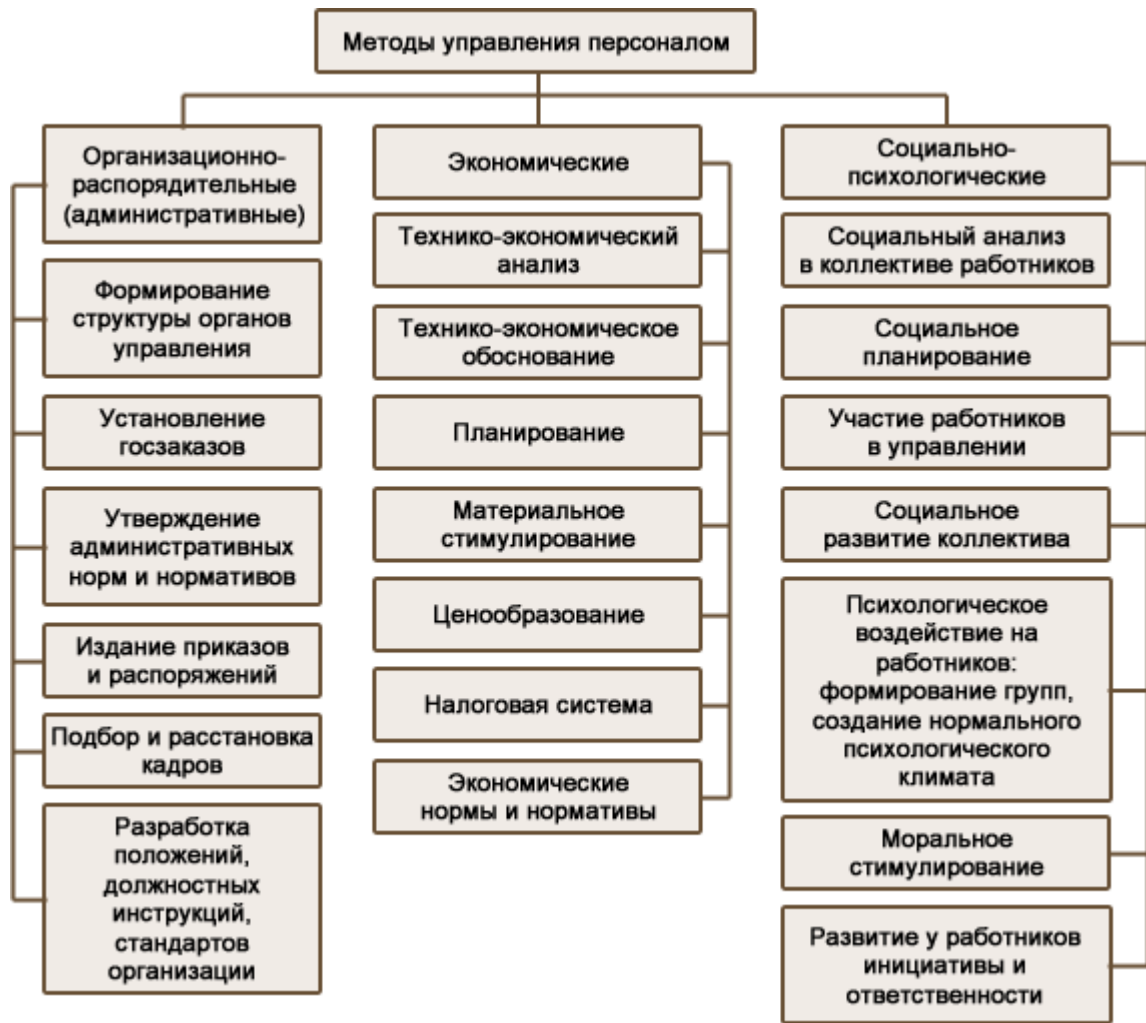 Методы управления персоналом
Организационно-
распорядительные
(административные)
Формирование
структуры органов
управления
Установление
госзаказов
Утверждение
административных
норм и нормативов
Издание приказов
и распоряжений
Подбор и расстановка
кадров
Разработка
положений,
должностных
инструкций,
стандартов
организации
Экономические
Технико-экономический
анализ
Технико-экономическое
обоснование
Планирование
Материальное
стимулирование
Ценообразование
Налоговая система
Экономические
нормы и нормативы
Социально-
психологические
Социальный анализ
в коллективе работников
Социальное
планирование
Участие работников
в управлении
Социальное
развитие коллектива
Психологическое
воздействие на
работников:
формирование групп,
создание нормального
психологического
климата
Моральное
стимулирование
Развитие у работников
инициативы и
ответственности